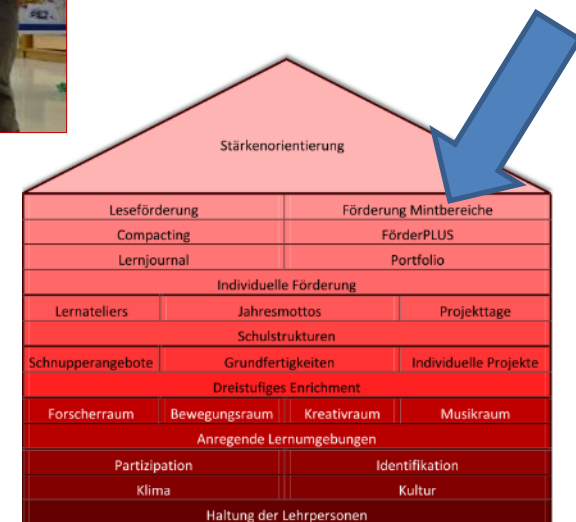 Stärkenorientierung
Leseförderung Förderung Mintbereiche
Compacting FörderPLUS
Lernjournal Portfolio
Individuelle Förderung
Lernateliers Jahresmottos Projekttage
Schulstrukturen
Schnupperangebote Grundfertigkeiten Individuelle Projekte
Dreistufiges Enrichment
Forscherraum Bewegungsraum Kreativraum Musikraum
Anregende Lernumgebungen
Partizipation Identifikation
Klima Kultur
Haltung der Lehrpersonen